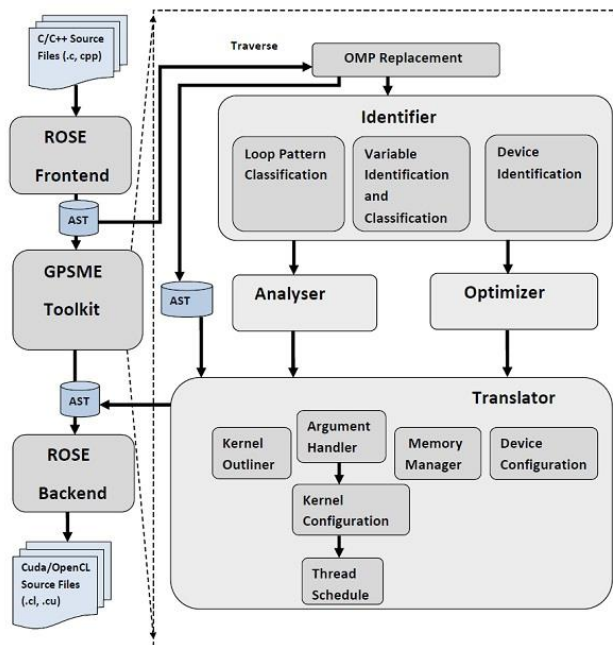 C/C++ Source
Files (.c, cpp)
ROSE
Frontend
AST
GPSME
Toolkit
AST
ROSE
Backend
Cuda/OpenCL
Source Files
(.cl, .cu)
Traverse
OMP Replacement
Identifier
Loop Pattern
Classification
Variable
Identification
and
Classification
Device
Identification
AST
Analyser
Optimizer
Translator
Kernel
Outliner
Argument
Handler
Memory
Manager
Device
Configuration
Kernel
Configuration
Thread
Schedule